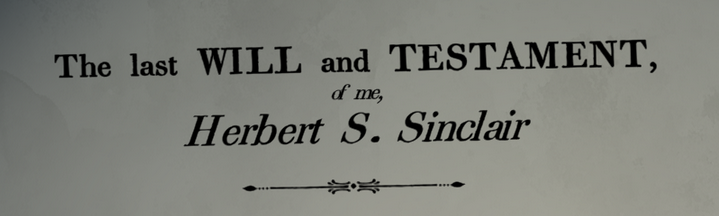 The last WILL and TESTAMENT,
of me,
Herbert S. Sinclair